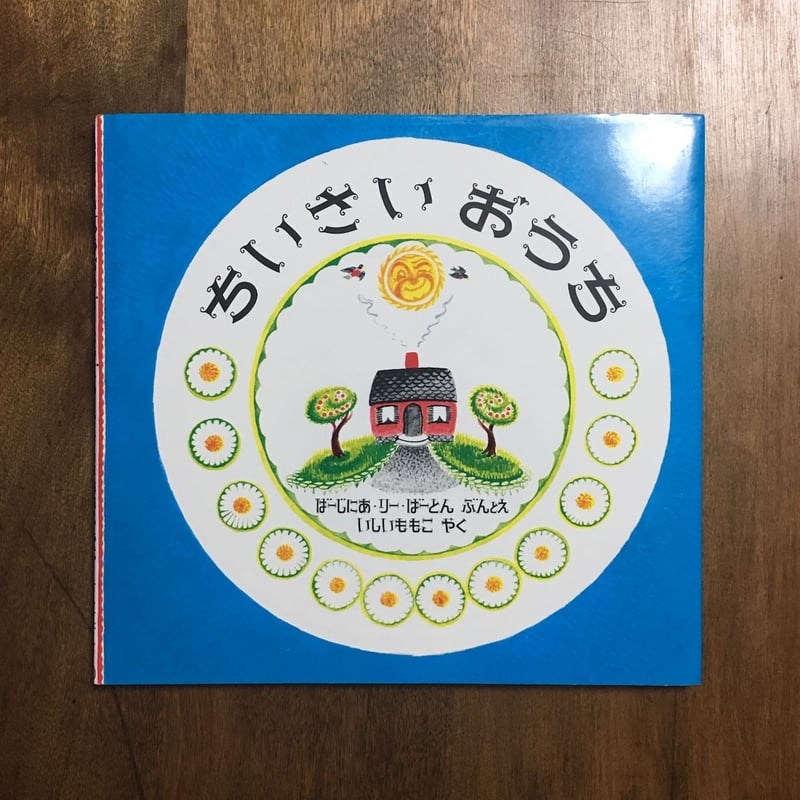 ちいさい おうち
ばーじにあ・りー・ばーとん ぶんとえ
いしいももこ やく